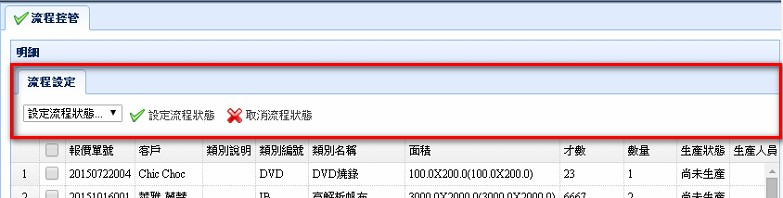 流程控管
明細
流程設定
設定流程狀態... 設定流程狀態 取消流程狀態
報價單號 客戶 類別說明 類別編號 類別名稱 面積 才數 數量 生產狀態 生產人員
1 20150722004 Chic Choc DVD DVD燒錄 100.0X200.0(100.0X200.0) 23 1 尚未生產
2 20151016001 IB 高解析帆布 3000.0X2000.0(3000.0X2000.0) 6667 2 尚未生產